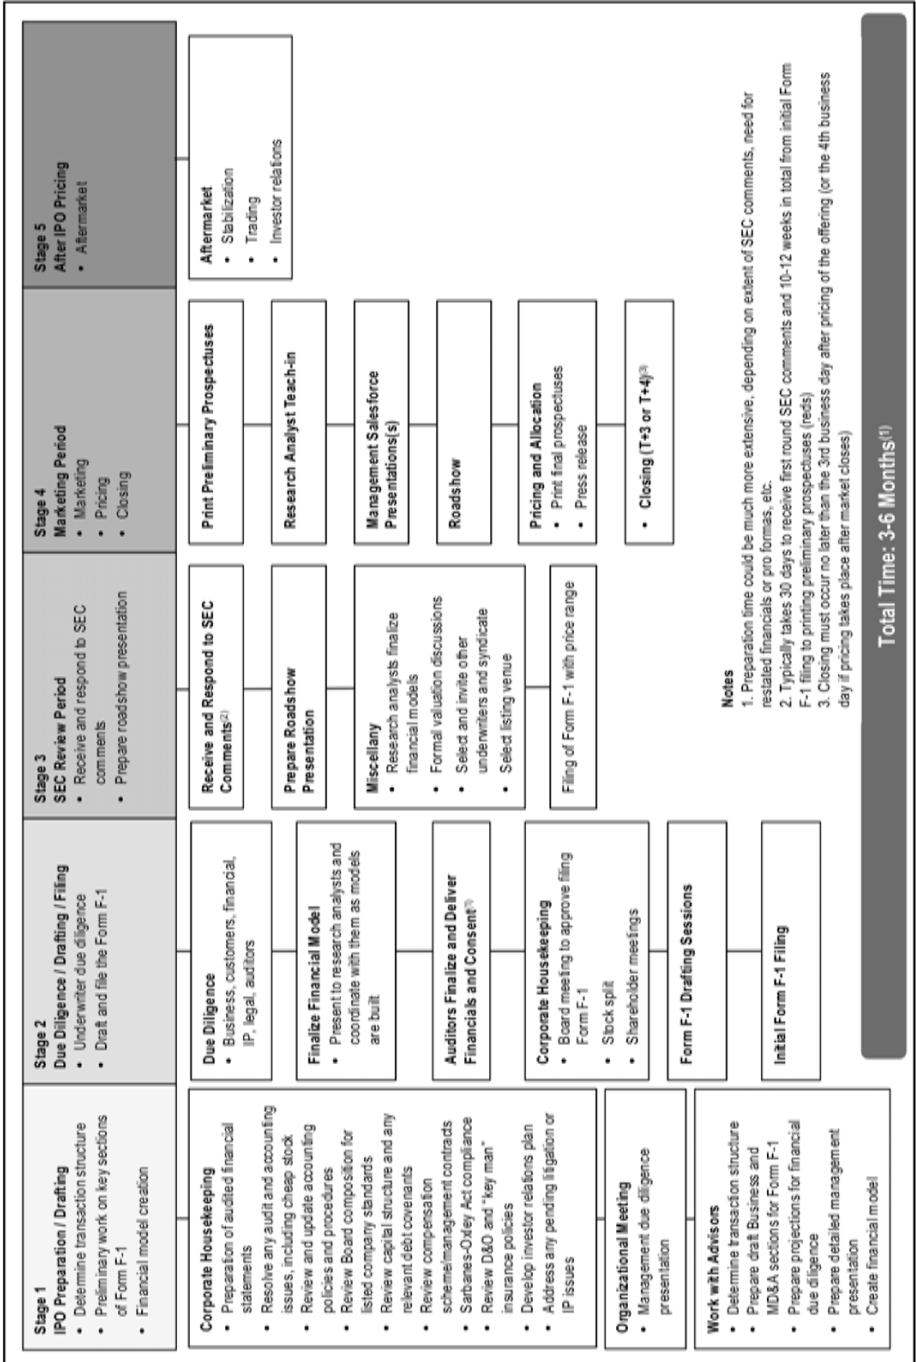 Stage 1
IPO Preparation / Drafting
• Determine transaction structure
• Preliminary work on key sections
of Form F-1
• Financial model creation
Corporate Housekeeping
• Preparation of audited financial
statements
• Resolve any audit and accounting
issues, including cheap stock
• Review and update accounting
policies and procedures
• Review Board composition for
listed company standards
• Review capital structure and any
relevant debt covenants
• Review compensation
scheme/management contracts
• Sarbanes-Oxley Act compliance
• Review D&O and "key man"
insurance policies
• Develop investor relations plan
• Address any pending litigation or
IP issues
Organizational Meeting
• Management due diligence
presentation
Work with Advisors
• Determine transaction structure
• Prepare draft Business and
MD&A sections for Form F-1
• Prepare projections for financial
due diligence
• Prepare detailed management
presentation
• Create financial model
Stage 2
Due Diligence / Drafting / Filing
• Underwriter due diligence
• Draft and file the Form F-1
Due Diligence
• Business, customers, financial,
IP, legal, auditors
Finalize Financial Model
• Present to research analysts and
coordinate with them as models
are built
Auditors Finalize and Deliver
Financials and Consent
Corporate Housekeeping
• Board meeting to approve filing
Form F-1
• Stock split
• Shareholder meetings
Form F-1 Drafting Sessions
Initial Form F-1 Filing
Stage 3
SEC Review Period
• Receive and respond to SEC
comments
• Prepare roadshow presentation
Receive and Respond to SEC
Comments(2)
Prepare Roadshow
Presentation
Miscellany
• Research analysts finalize
financial models
• Formal valuation discussions
• Select and invite other
underwriters and syndicate
• Select listing venue
Filing of Form F-1 with price range
Stage 4
Marketing Period
• Marketing
• Pricing
• Closing
Print Preliminary Prospectuses
Research Analyst Teach-in
Management Salesforce
Presentations(s)
Roadshow
Pricing and Allocation
• Print final prospectuses
• Press release
• Closing (T+3 or T+4)(3)
Stage 5
After IPO Pricing
• Aftermarket
Aftermarket
• Stabilization
• Trading
• Investor relations
Notes
1. Preparation time could be much more extensive, depending on extent of SEC comments, need for
restated financials or pro formas, etc.
2. Typically takes 30 days to receive first round SEC comments and 10-12 weeks in total from initial Form
F-1 filing to printing preliminary prospectuses (reds)
3. Closing must occur no later than the 3rd business day after pricing of the offering (or the 4th business
day if pricing takes place after market closes)
Total Time: 3-6 Months(1)